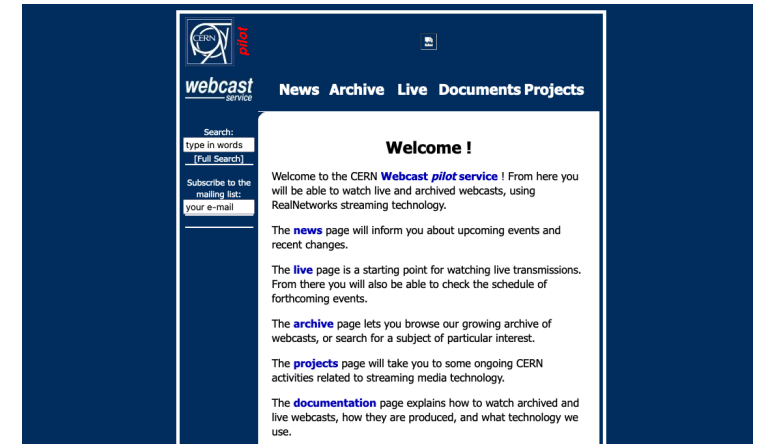 CERN
pilot
webcast
service
News Archive Live Documents Projects
Search:
type in words
[Full Search]
Subscribe to the
mailing list:
your e-mail
Welcome !
Welcome to the CERN Webcast pilot service ! From here you
will be able to watch live and archived webcasts, using
RealNetworks streaming technology.
The news page will inform you about upcoming events and
recent changes.
The live page is a starting point for watching live transmissions.
From there you will also be able to check the schedule of
forthcoming events.
The archive page lets you browse our growing archive of
webcasts, or search for a subject of particular interest.
The projects page will take you to some ongoing CERN
activities related to streaming media technology.
The documentation page explains how to watch archived and
live webcasts, how they are produced, and what technology we
use.